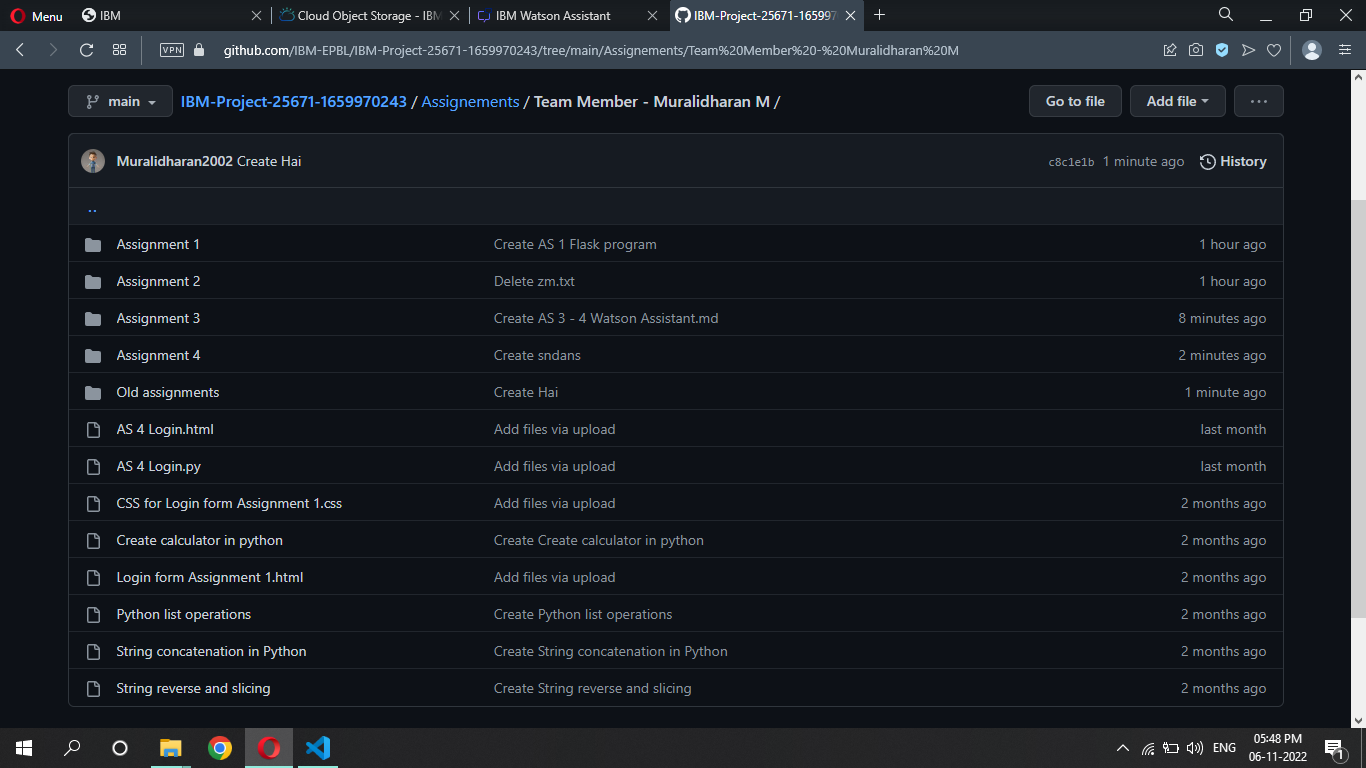 Menu
IBM
Cloud Object Storage - IBM
IBM Watson Assistant
IBM-Project-25671-1659970
VPN
github.com/IBM-EPBL/IBM-Project-25671-1659970243/tree/main/Assignements/Team%20Member%20-%20Muralidharan%20M
main
IBM-Project-25671-1659970243 / Assignements / Team Member - Muralidharan M /
Go to file
Add file
Muralidharan2002 Create Hai
c8c1e1b 1 minute ago
History
..
Assignment 1 Create AS 1 Flask program 1 hour ago
Assignment 2 Delete zm.txt 1 hour ago
Assignment 3 Create AS 3 - 4 Watson Assistant.md 8 minutes ago
Assignment 4 Create sndans 2 minutes ago
Old assignments Create Hai 1 minute ago
AS 4 Login.html Add files via upload last month
AS 4 Login.py Add files via upload last month
CSS for Login form Assignment 1.css Add files via upload 2 months ago
Create calculator in python Create Create calculator in python 2 months ago
Login form Assignment 1.html Add files via upload 2 months ago
Python list operations Create Python list operations 2 months ago
String concatenation in Python Create String concatenation in Python 2 months ago
String reverse and slicing Create String reverse and slicing 2 months ago
ENG
05:48 PM
06-11-2022
1